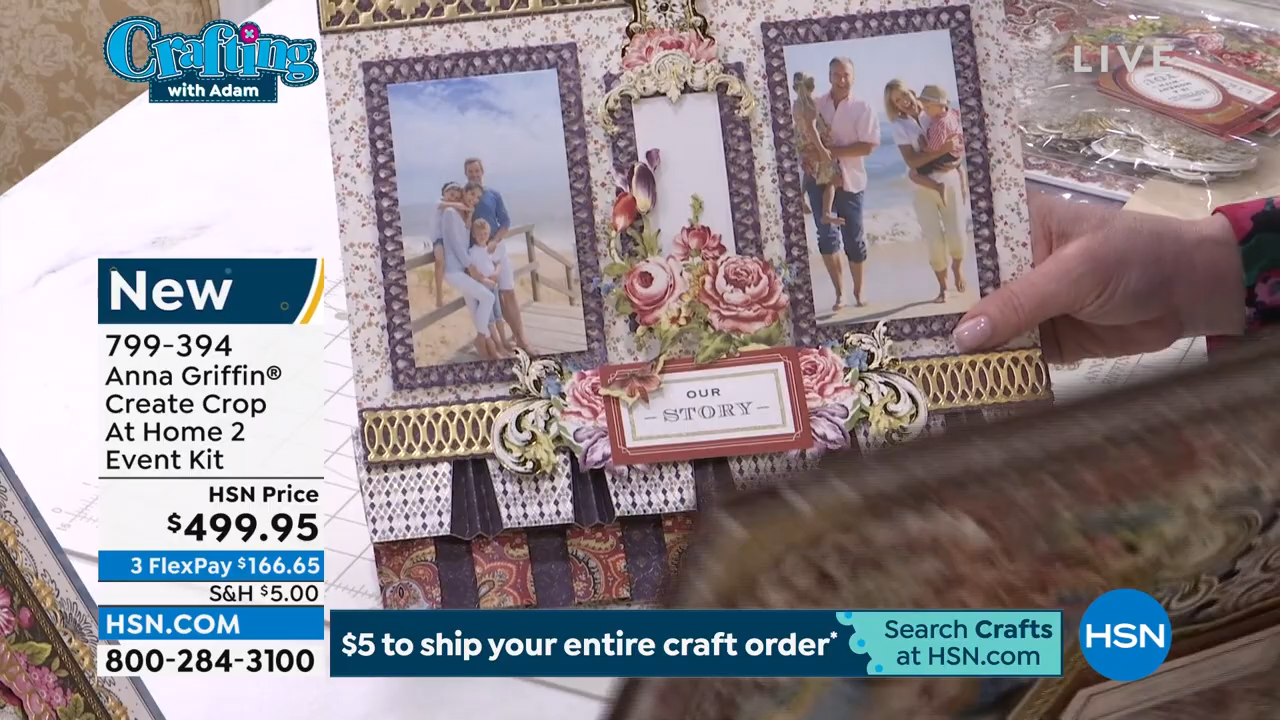 Crafting
with Adam
LIVE
New
799-394
Anna Griffin®
Create Crop
At Home 2
Event Kit
HSN Price
$499.95
3 FlexPay $166.65
S&H $5.00
HSN.COM
800-284-3100
OUR
STORY
$5 to ship your entire craft order*
Search Crafts
at HSN.com
HSN